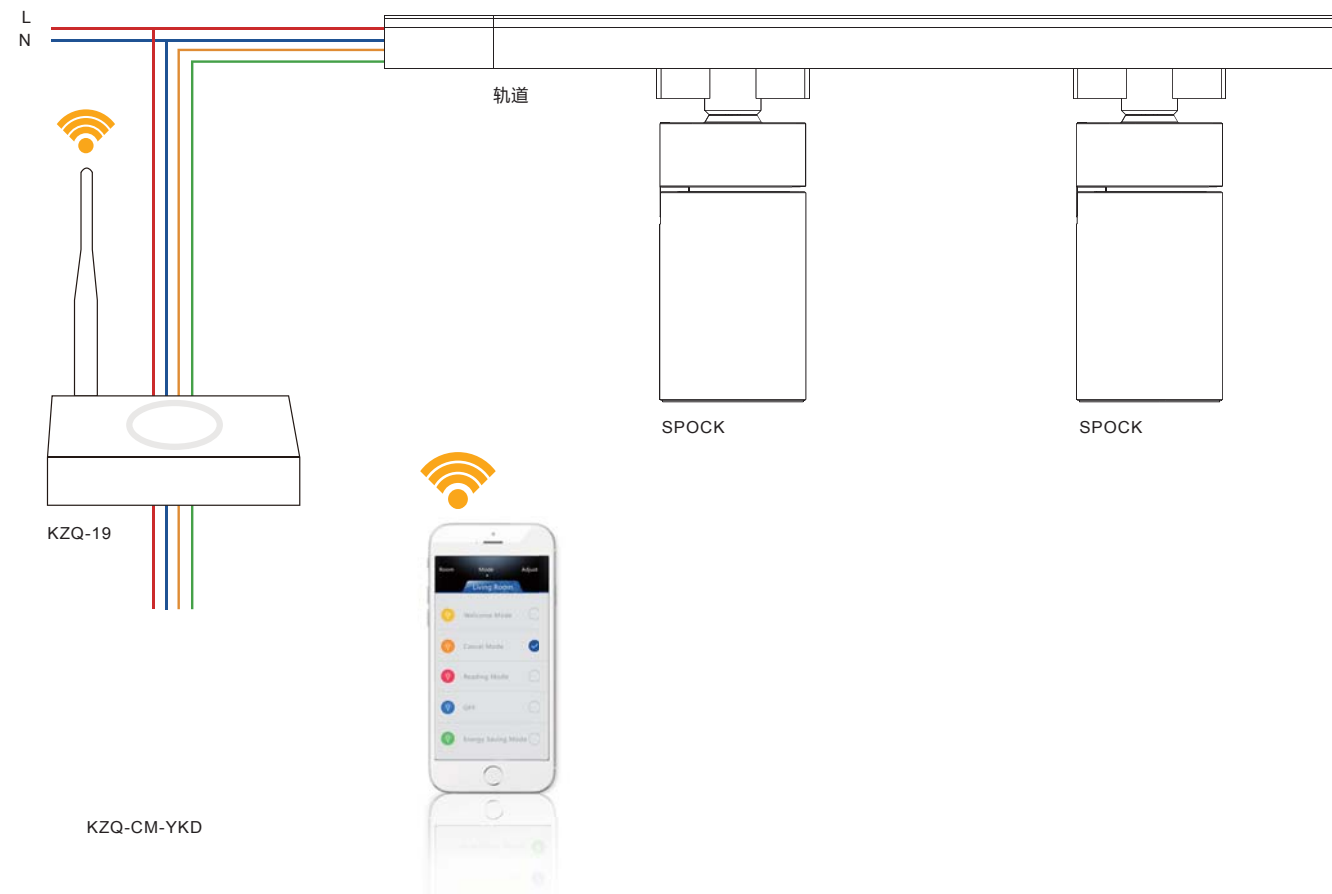 L
N
轨道
SPOCK
SPOCK
KZQ-19
Room Mode Adjust
Living Room
Welcome Mode
Casual Mode
Reading Mode
OFF
Energy Saving Mode
KZQ-CM-YKD